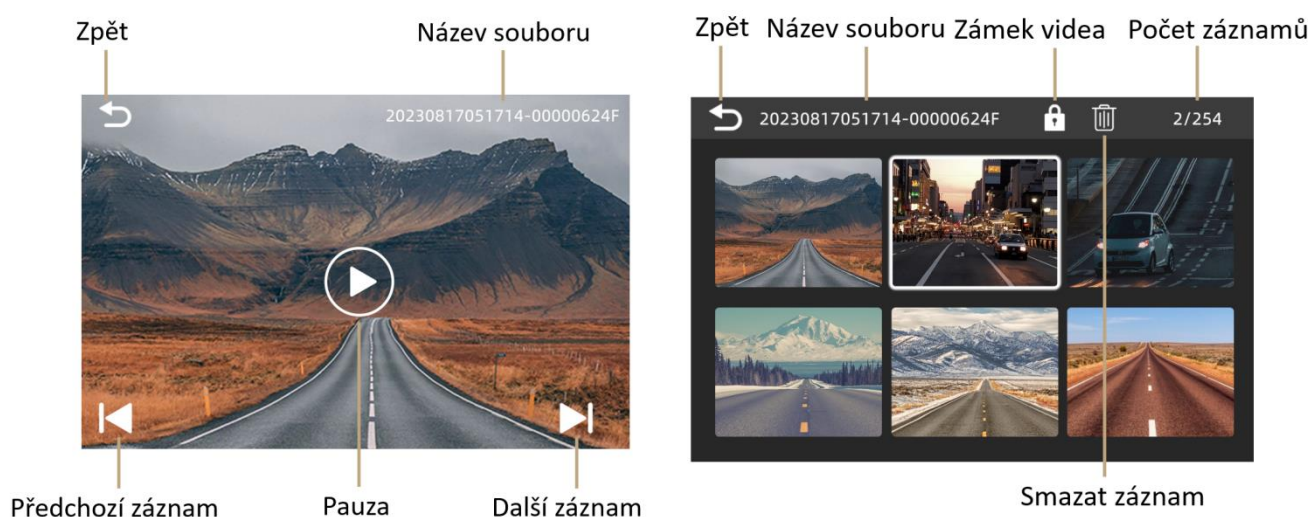 Zpět
Název souboru
20230817051714-00000624F
Předchozí záznam
Pauza
Další záznam
Zpět
Název souboru
Zámek videa
Počet záznamů
20230817051714-00000624F
2/254
Smazat záznam